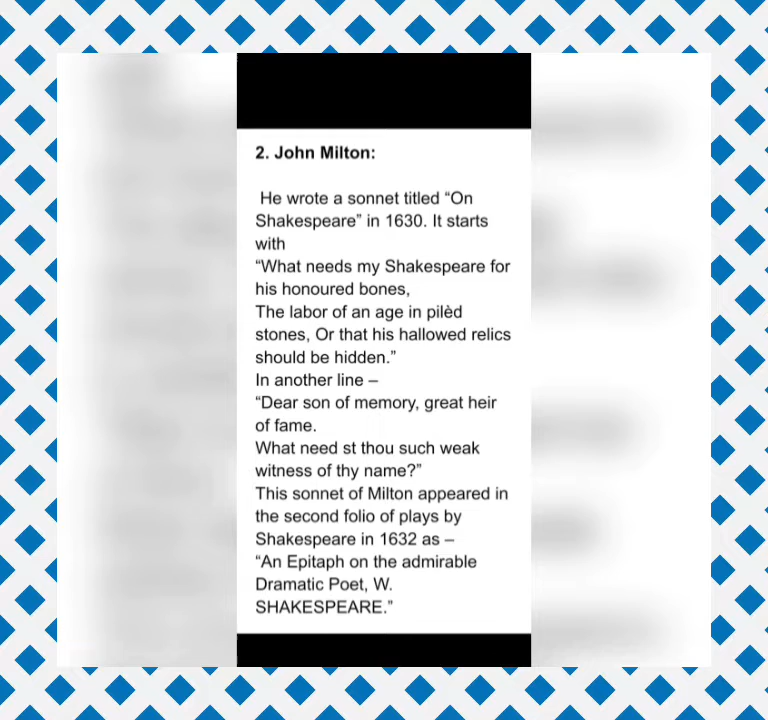 2. John Milton:
He wrote a sonnet titled “On
Shakespeare” in 1630. It starts
with
“What needs my Shakespeare for
his honoured bones,
The labor of an age in pilèd
stones, Or that his hallowed relics
should be hidden.”
In another line –
“Dear son of memory, great heir
of fame.
What need st thou such weak
witness of thy name?”
This sonnet of Milton appeared in
the second folio of plays by
Shakespeare in 1632 as –
“An Epitaph on the admirable
Dramatic Poet, W.
SHAKESPEARE.”